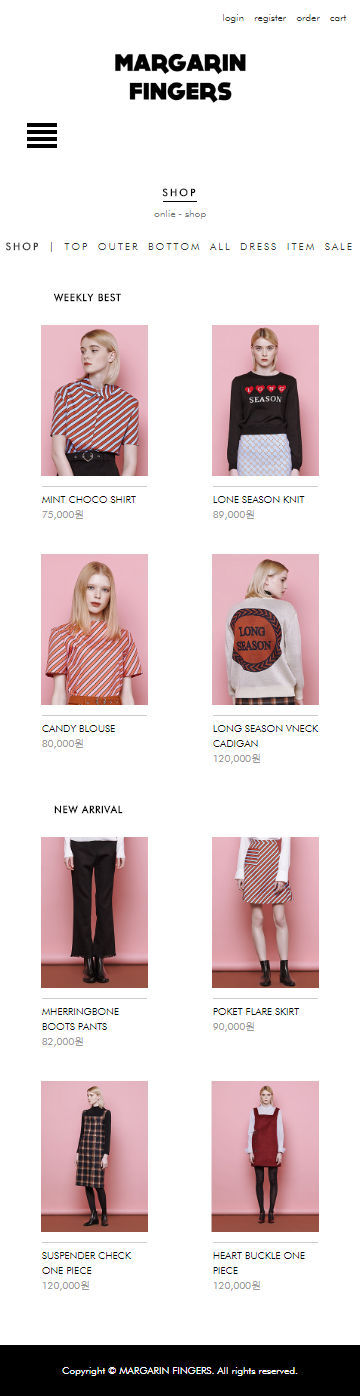 login register order cart
MARGARIN
FINGERS
SHOP
onlie - shop
SHOP | TOP OUTER BOTTOM ALL DRESS ITEM SALE
WEEKLY BEST
LONG
SEASON
MINT CHOCO SHIRT
75,000원
LONE SEASON KNIT
89,000원
LONG
SEASON
CANDY BLOUSE
80,000원
LONG SEASON VNECK
CADIGAN
120,000원
NEW ARRIVAL
MHERRINGBONE
BOOTS PANTS
82,000원
POKET FLARE SKIRT
90,000원
SUSPENDER CHECK
ONE PIECE
120,000원
HEART BUCKLE ONE
PIECE
120,000원
Copyright © MARGARIN FINGERS. All rights reserved.